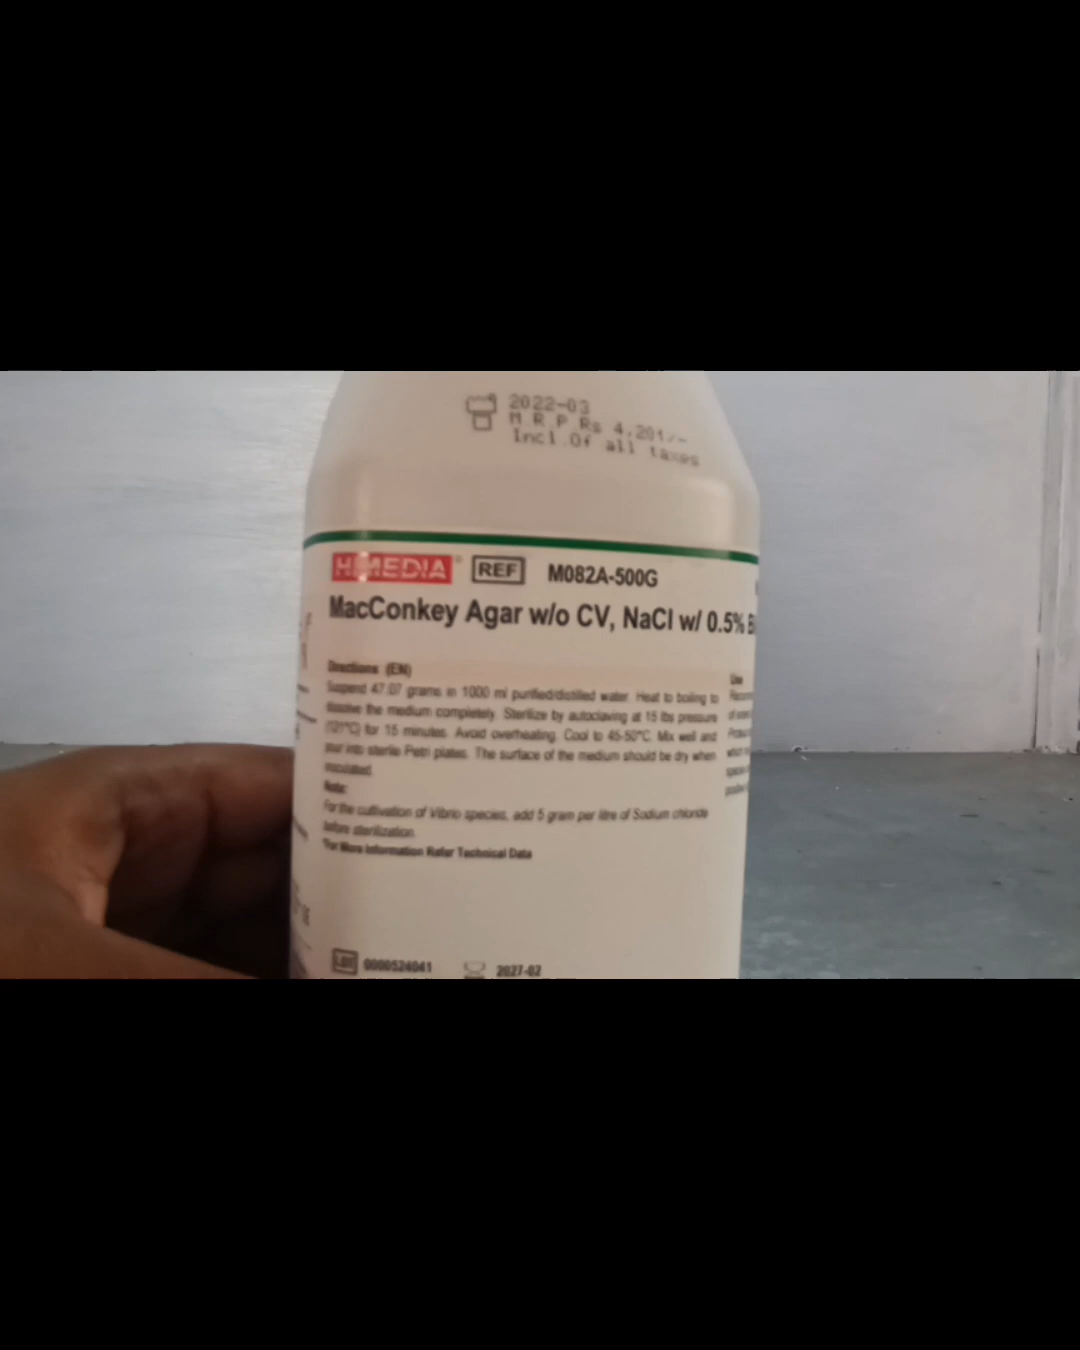 2022-03
M.R.P Rs 4,201/-
Incl.Of all taxes
HIMEDIA® REF M082A-500G
MacConkey Agar w/o CV, NaCl w/ 0.5%
Directions (EN)
Suspend 47.07 grams in 1000 ml purified/distilled water. Heat to boiling to
dissolve the medium completely. Sterilize by autoclaving at 15 lbs pressure
(121°C) for 15 minutes. Avoid overheating. Cool to 45-50°C. Mix well and
pour into sterile Petri plates. The surface of the medium should be dry when
inoculated.
Note:
For the cultivation of Vibrio species, add 5 gram per litre of Sodium chloride
before sterilization.
*For More Information Refer Technical Data
Use
LOT 0000524041 2027-02